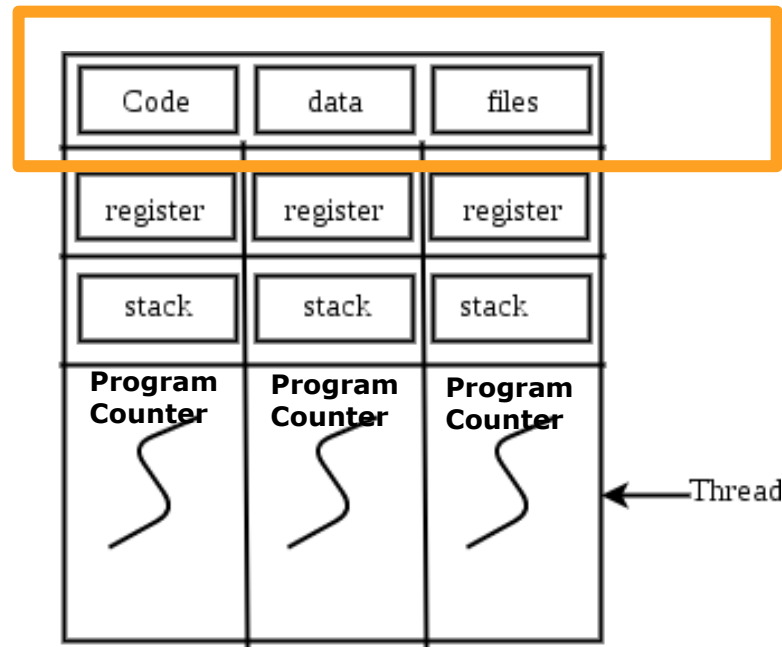 Code data files
register register register
stack stack stack
Program Program Program
Counter Counter Counter
Thread